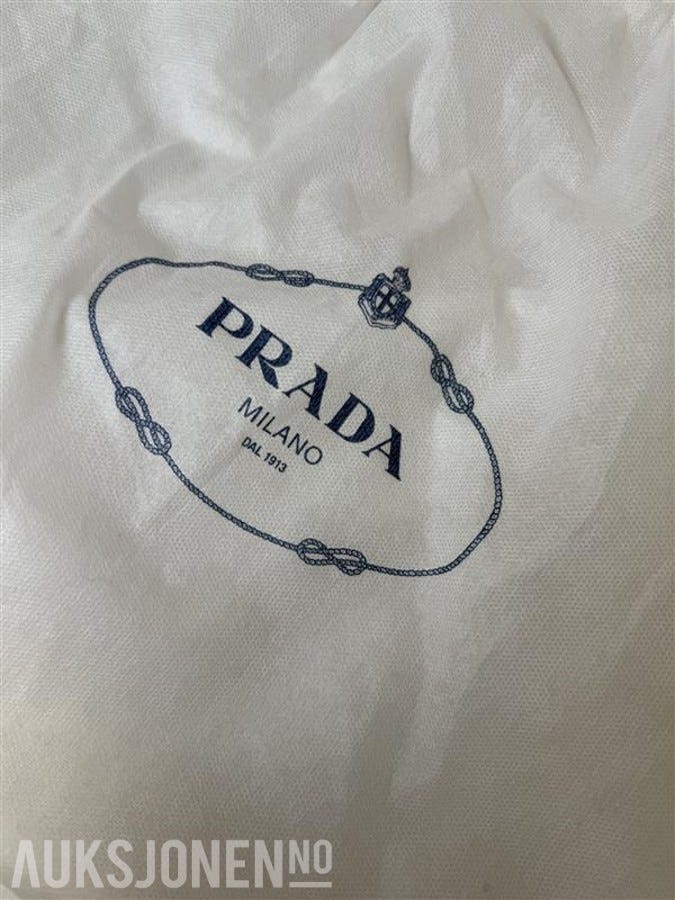 PRADA
MILANO
DAL 1913
AUKSJONEN.NO